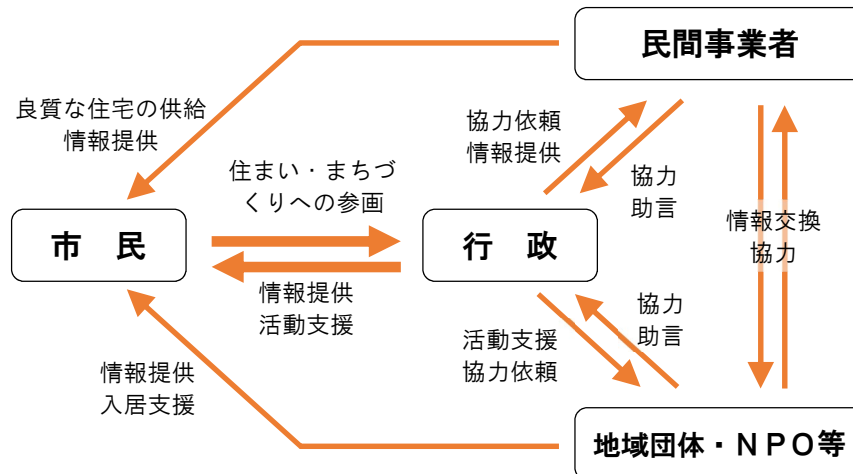 民間事業者
良質な住宅の供給
情報提供
協力依頼
情報提供
住まい・まちづ
くりへの参画
協力
助言
市　民
行　政
情報交換
協力
情報提供
活動支援
協力
助言
活動支援
協力依頼
情報提供
入居支援
地域団体・ＮＰＯ等